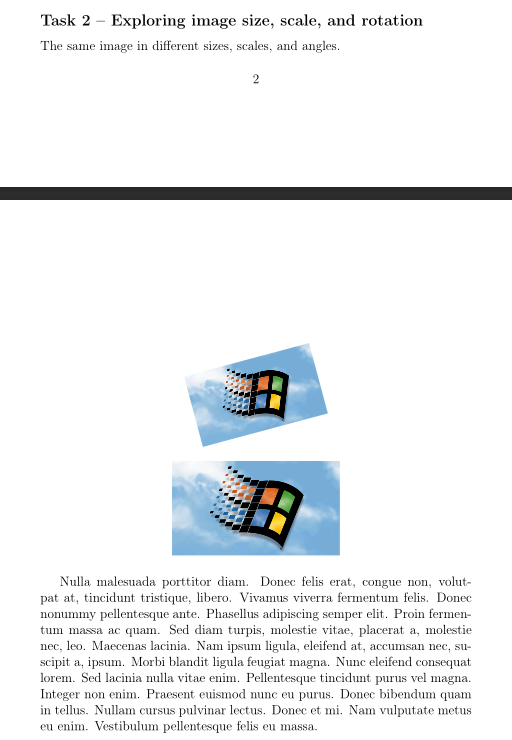 Task 2 – Exploring image size, scale, and rotation
The same image in different sizes, scales, and angles.
2
Nulla malesuada porttitor diam. Donec felis erat, congue non, volut-
pat at, tincidunt tristique, libero. Vivamus viverra fermentum felis. Donec
nonummy pellentesque ante. Phasellus adipiscing semper elit. Proin fermen-
tum massa ac quam. Sed diam turpis, molestie vitae, placerat a, molestie
nec, leo. Maecenas lacinia. Nam ipsum ligula, eleifend at, accumsan nec, su-
scipit a, ipsum. Morbi blandit ligula feugiat magna. Nunc eleifend consequat
lorem. Sed lacinia nulla vitae enim. Pellentesque tincidunt purus vel magna.
Integer non enim. Praesent euismod nunc eu purus. Donec bibendum quam
in tellus. Nullam cursus pulvinar lectus. Donec et mi. Nam vulputate metus
eu enim. Vestibulum pellentesque felis eu massa.